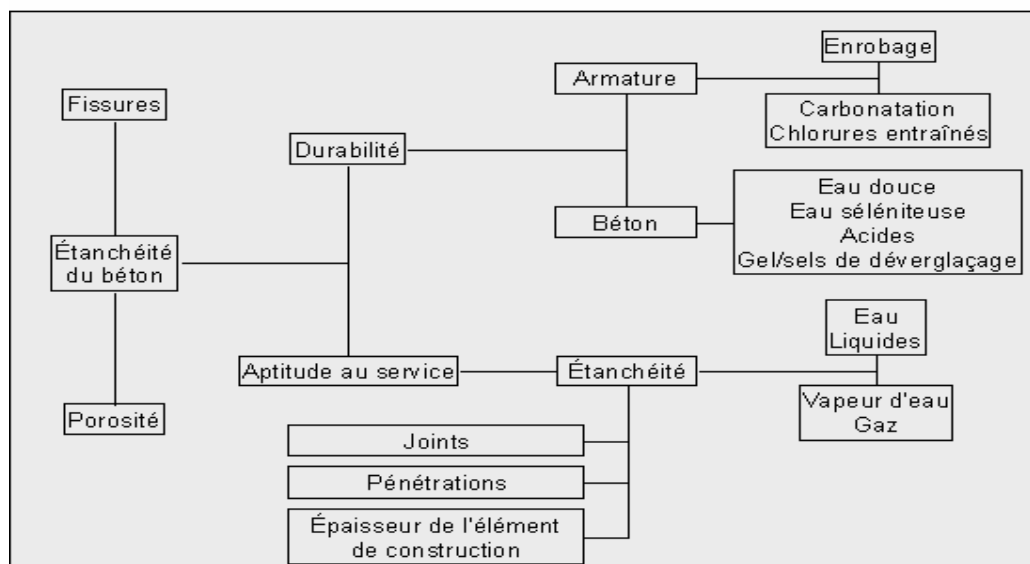 Enrobage
Armature
Fissures
Carbonatation
Chlorures entraînés
Durabilité
Eau douce
Eau séléniteuse
Acides
Gel/sels de déverglaçage
Béton
Étanchéité
du béton
Eau
Liquides
Aptitude au service
Étanchéité
Vapeur d'eau
Gaz
Porosité
Joints
Pénétrations
Épaisseur de l'élément
de construction